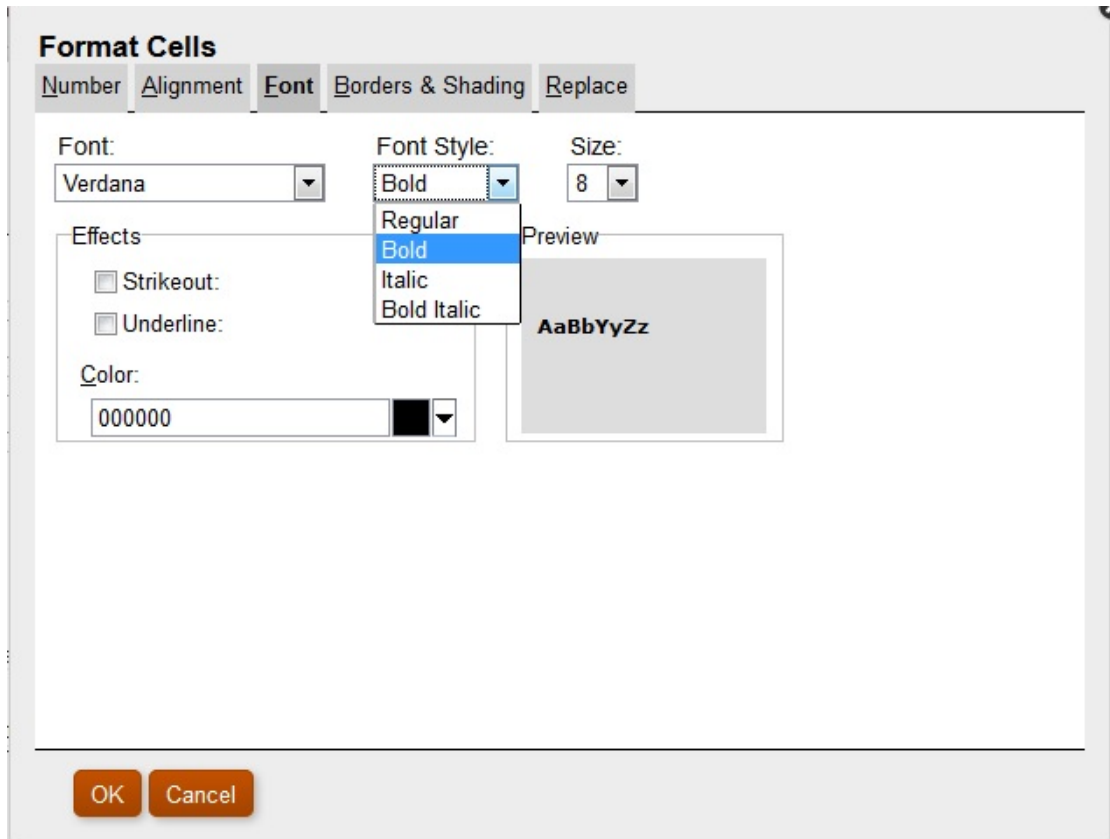 Format Cells
Number Alignment Font Borders & Shading Replace
Font: Font Style: Size:
Verdana Bold 8
Regular
Bold
Italic
Bold Italic
Effects
Strikeout:
Underline:
Color:
000000
Preview
AaBbYyZz
OK Cancel